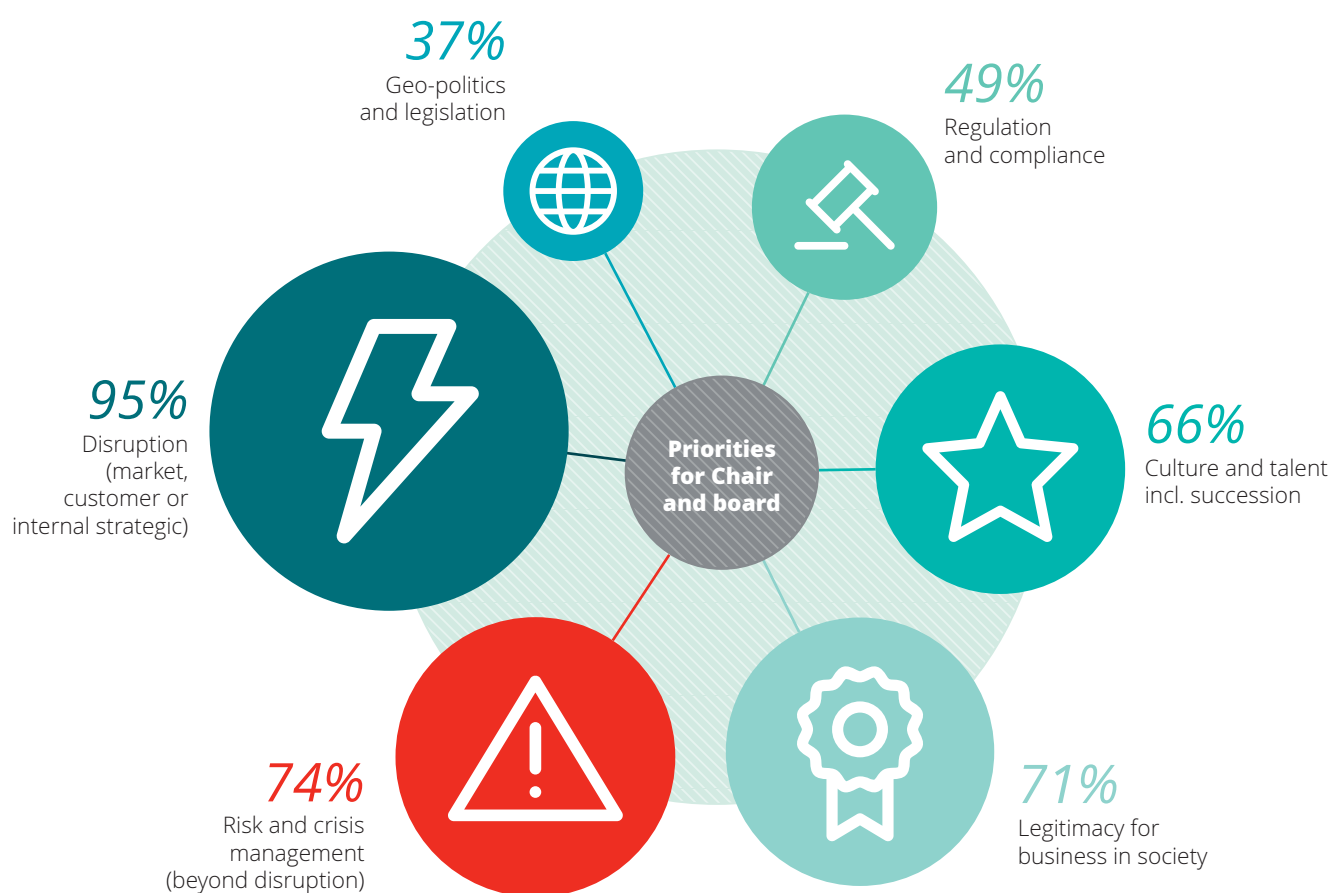 37%
Geo-politics
and legislation
49%
Regulation
and compliance
66%
Culture and talent
incl. succession
71%
Legitimacy for
business in society
74%
Risk and crisis
management
(beyond disruption)
95%
Disruption
(market,
customer or
internal strategic)
Priorities
for Chair
and board